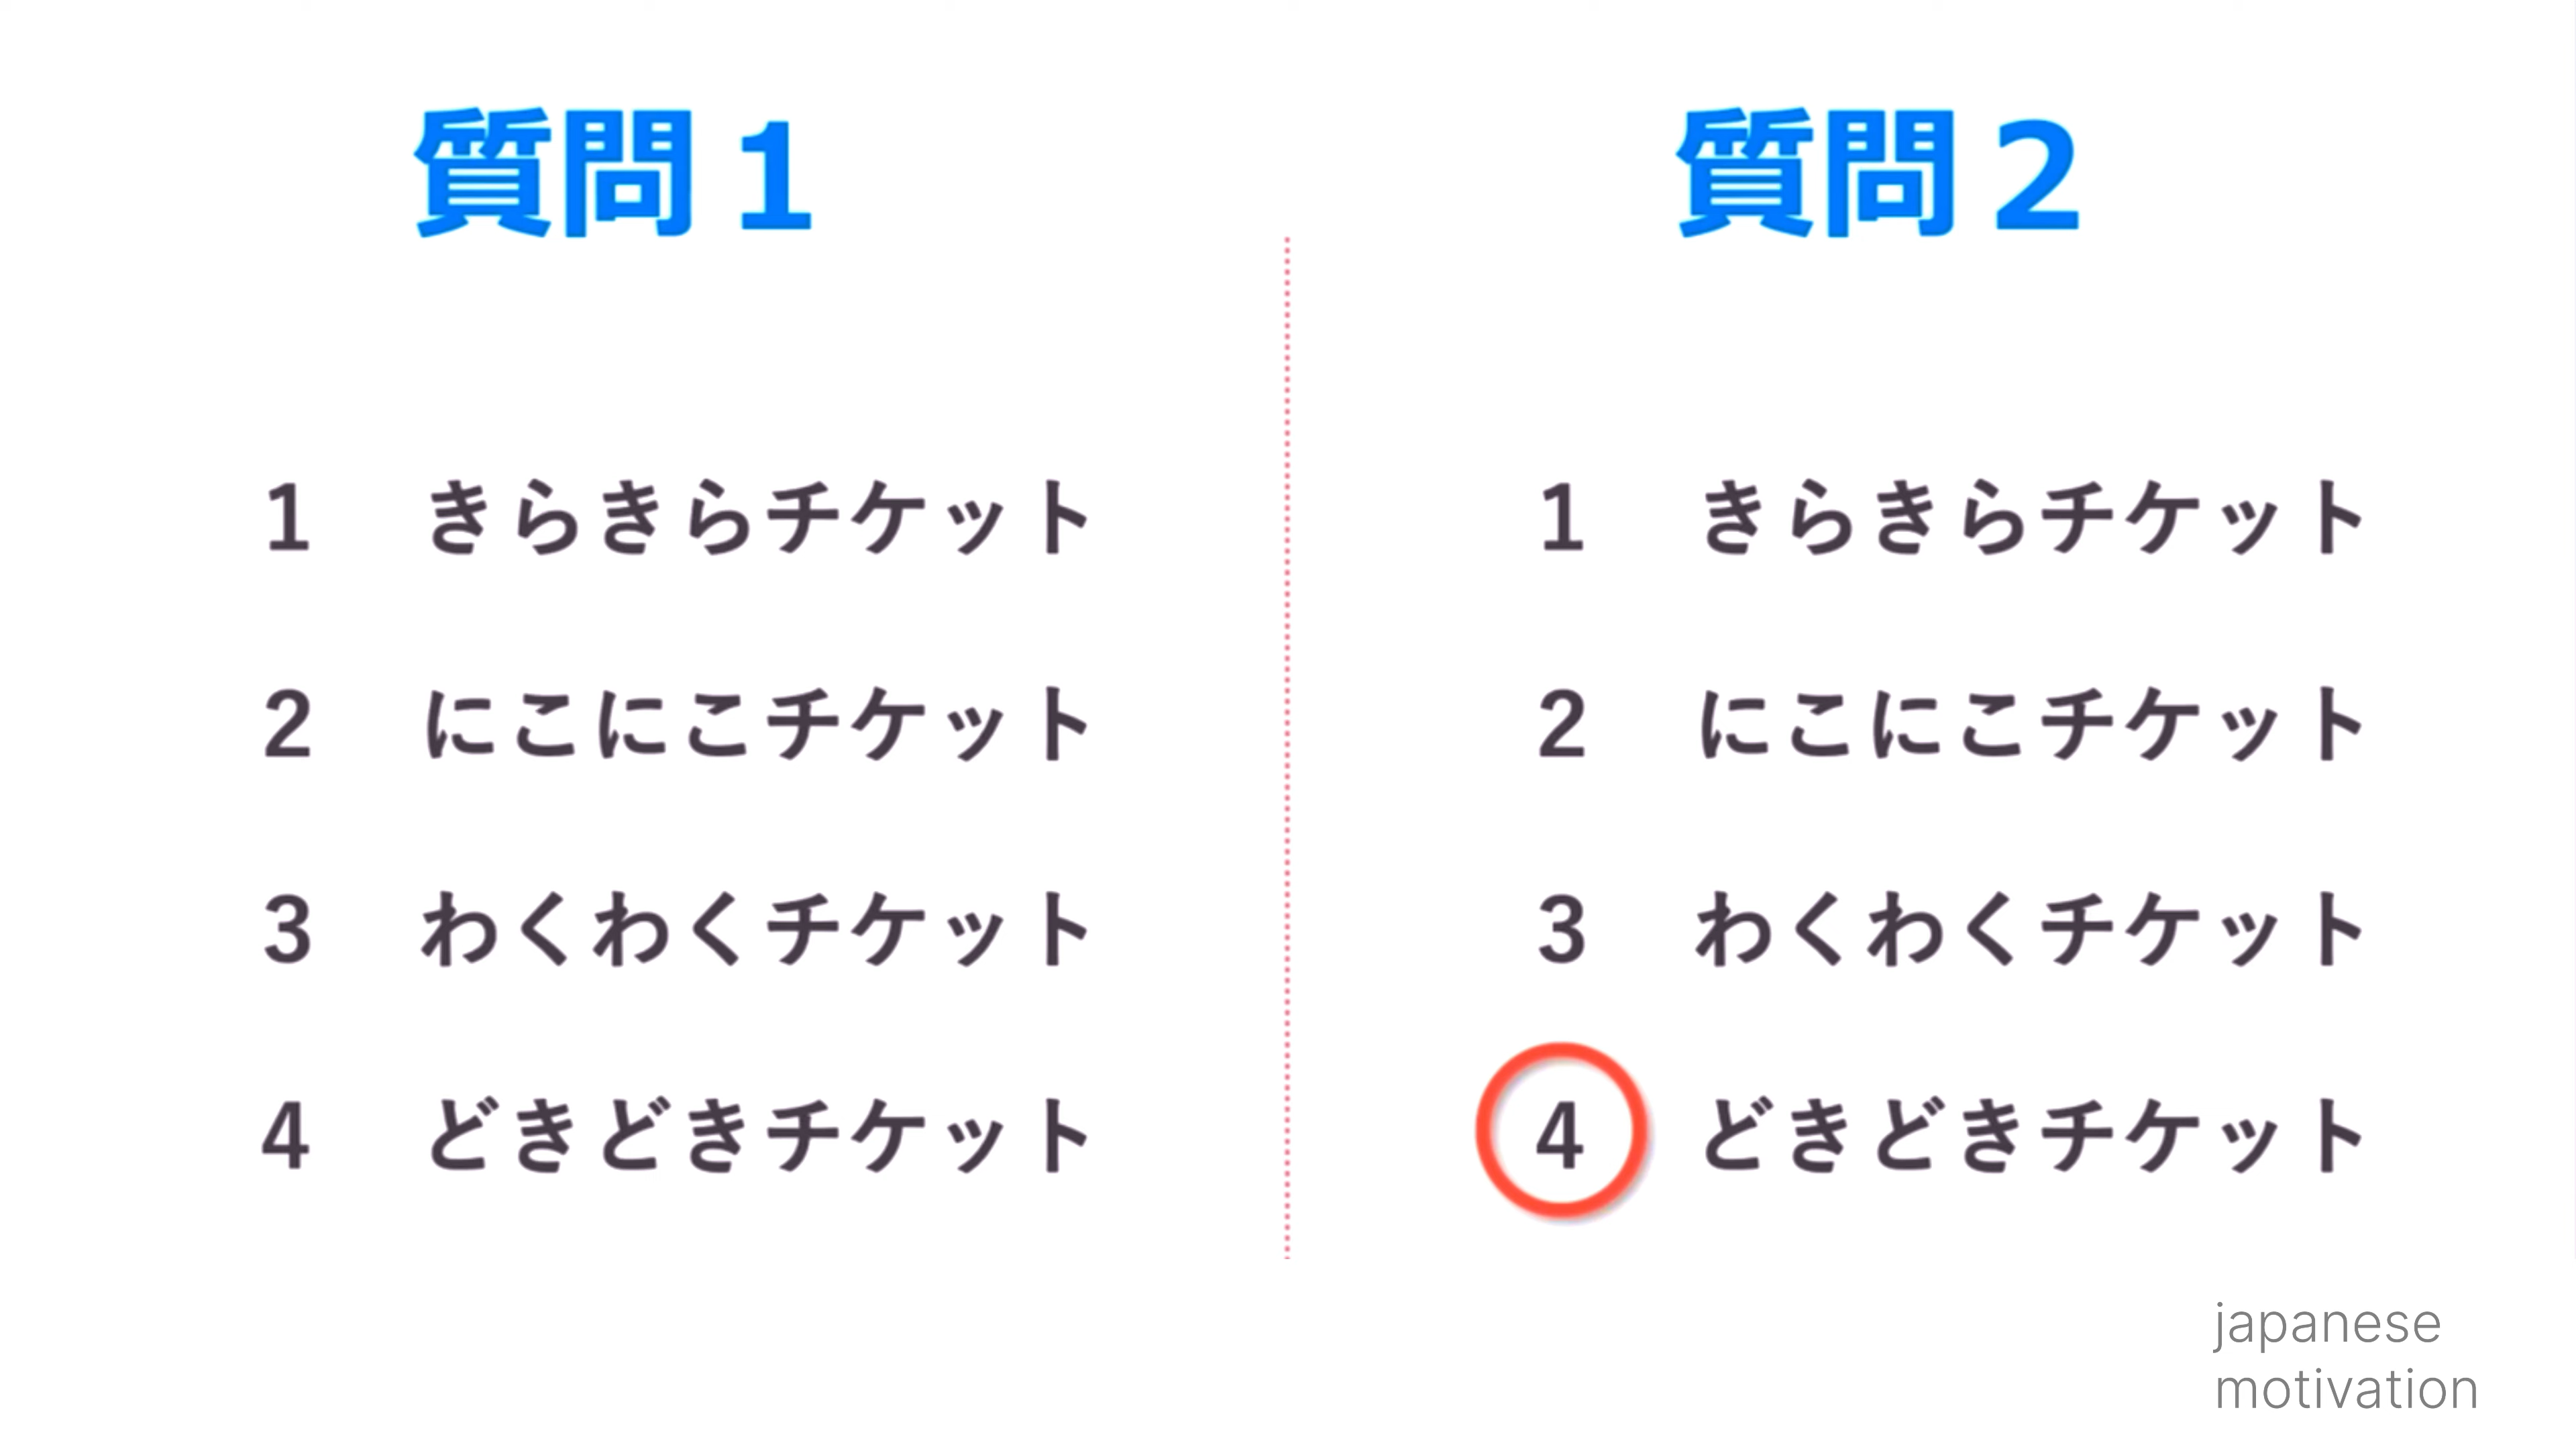 質問１
1 きらきらチケット
2 にこにこチケット
3 わくわくチケット
4 どきどきチケット
質問２
1 きらきらチケット
2 にこにこチケット
3 わくわくチケット
4 どきどきチケット
japanese
motivation